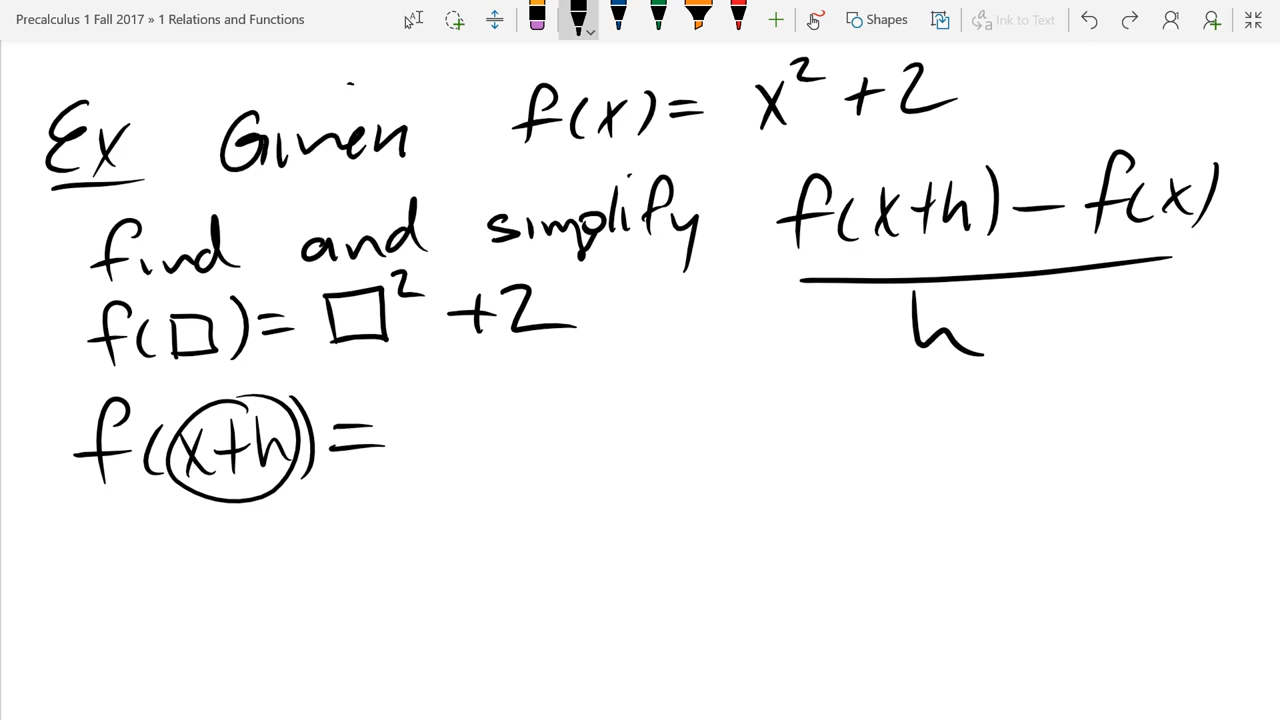 Precalculus 1 Fall 2017 » 1 Relations and Functions
Shapes
Ink to Text
Ex Given f(x) = x² + 2
find and simplify f(x+h) − f(x)
h
f(□) = □² + 2
f(x+h) =